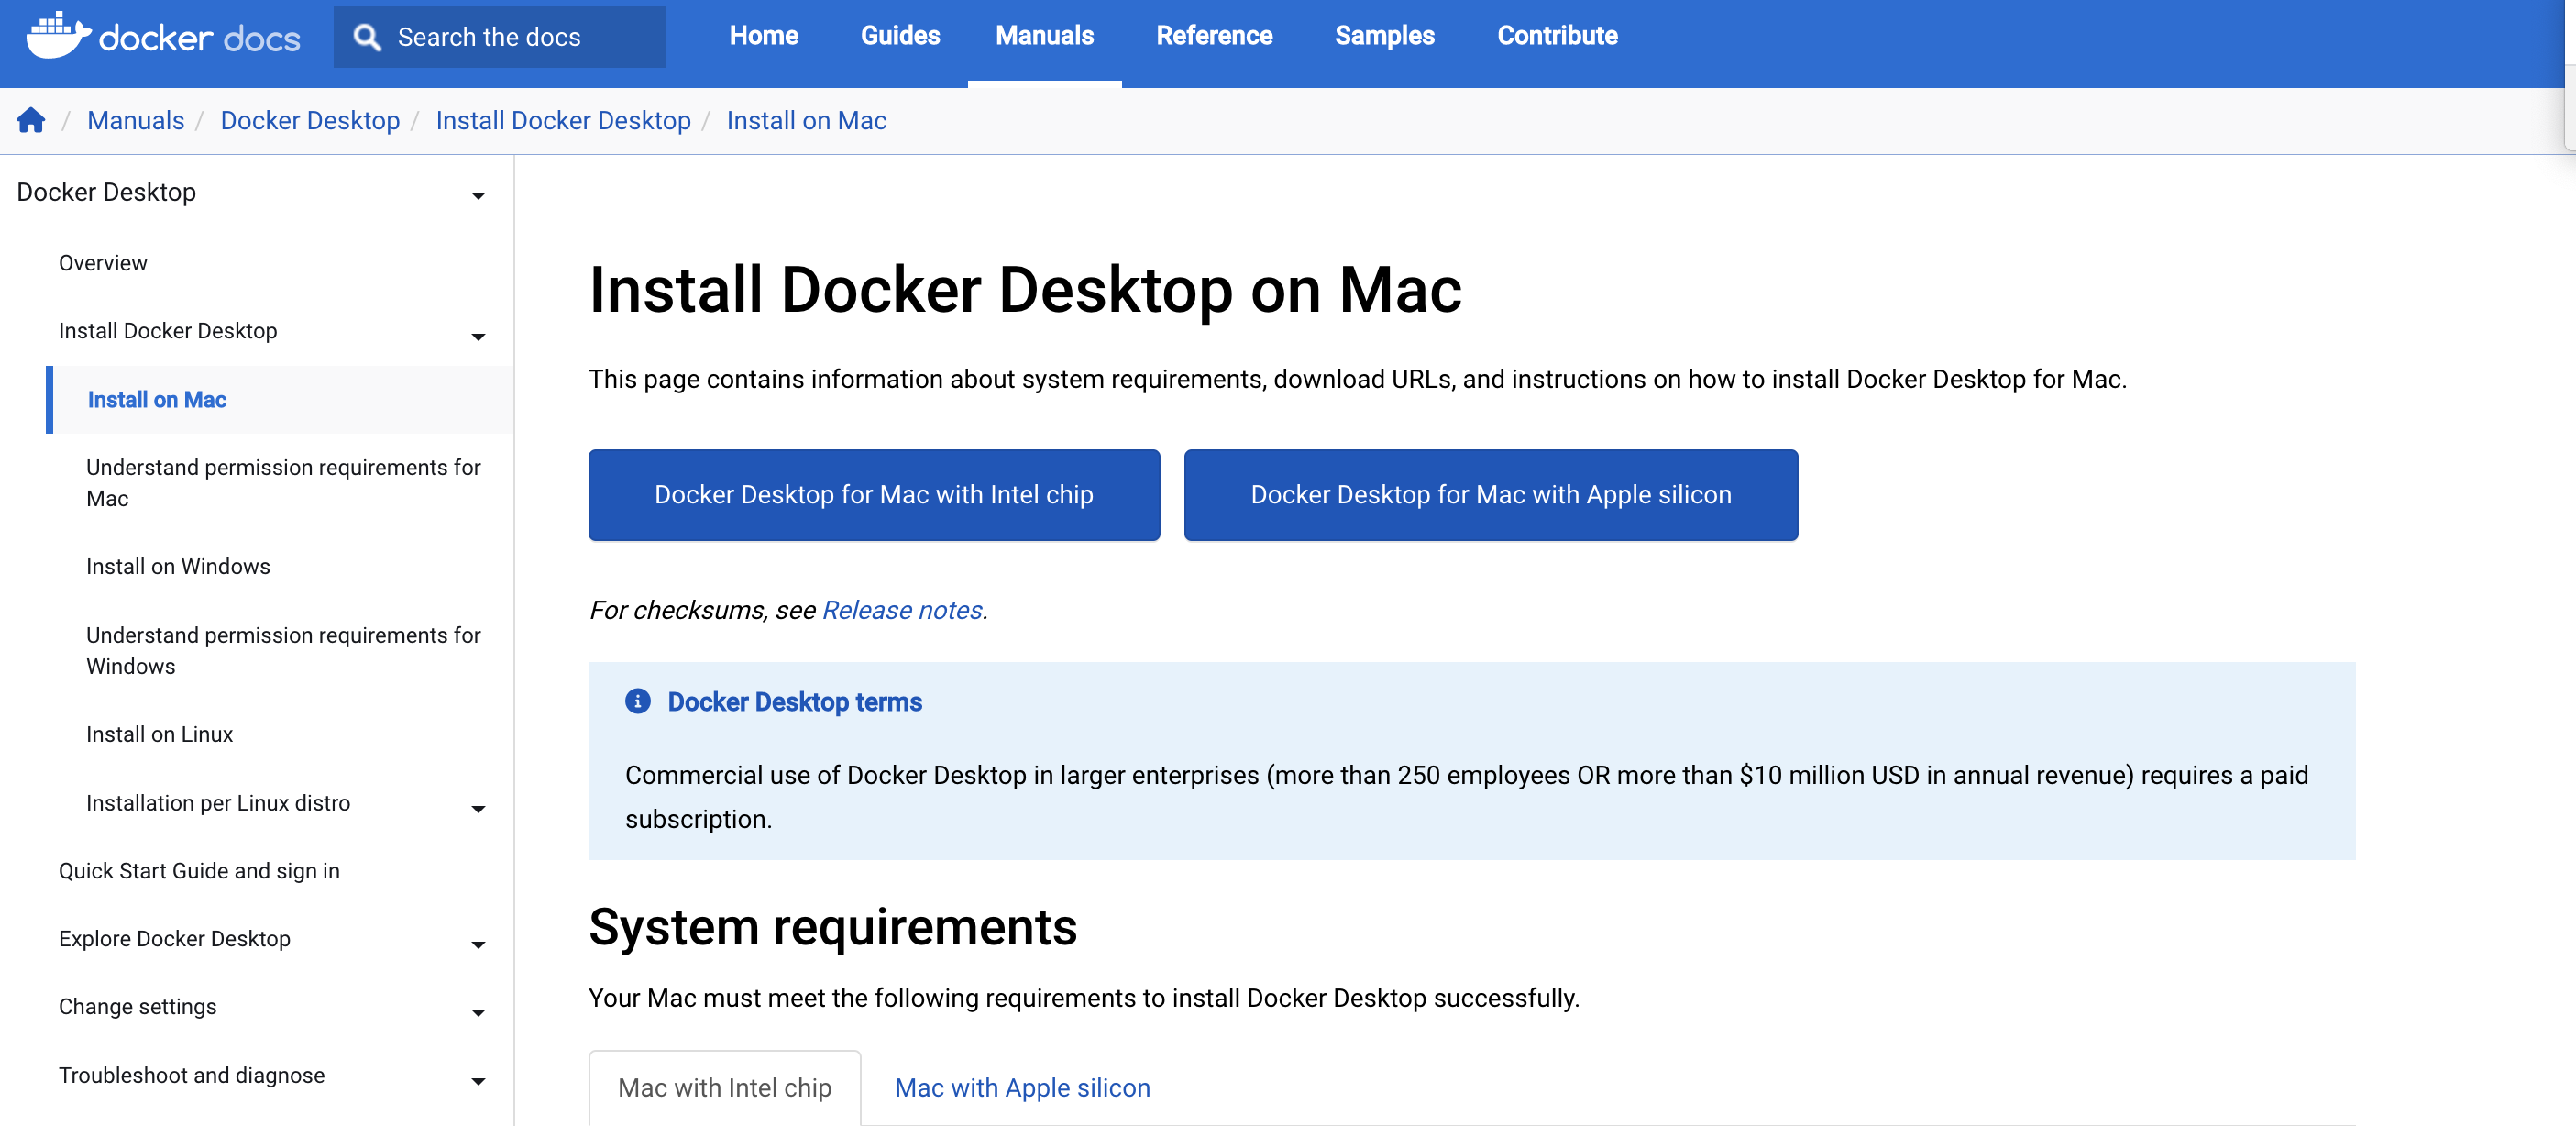 docker docs
Search the docs
Home
Guides
Manuals
Reference
Samples
Contribute
/ Manuals / Docker Desktop / Install Docker Desktop / Install on Mac
Docker Desktop
Overview
Install Docker Desktop
Install on Mac
Understand permission requirements for
Mac
Install on Windows
Understand permission requirements for
Windows
Install on Linux
Installation per Linux distro
Quick Start Guide and sign in
Explore Docker Desktop
Change settings
Troubleshoot and diagnose
Install Docker Desktop on Mac
This page contains information about system requirements, download URLs, and instructions on how to install Docker Desktop for Mac.
Docker Desktop for Mac with Intel chip
Docker Desktop for Mac with Apple silicon
For checksums, see Release notes.
Docker Desktop terms
Commercial use of Docker Desktop in larger enterprises (more than 250 employees OR more than $10 million USD in annual revenue) requires a paid
subscription.
System requirements
Your Mac must meet the following requirements to install Docker Desktop successfully.
Mac with Intel chip
Mac with Apple silicon